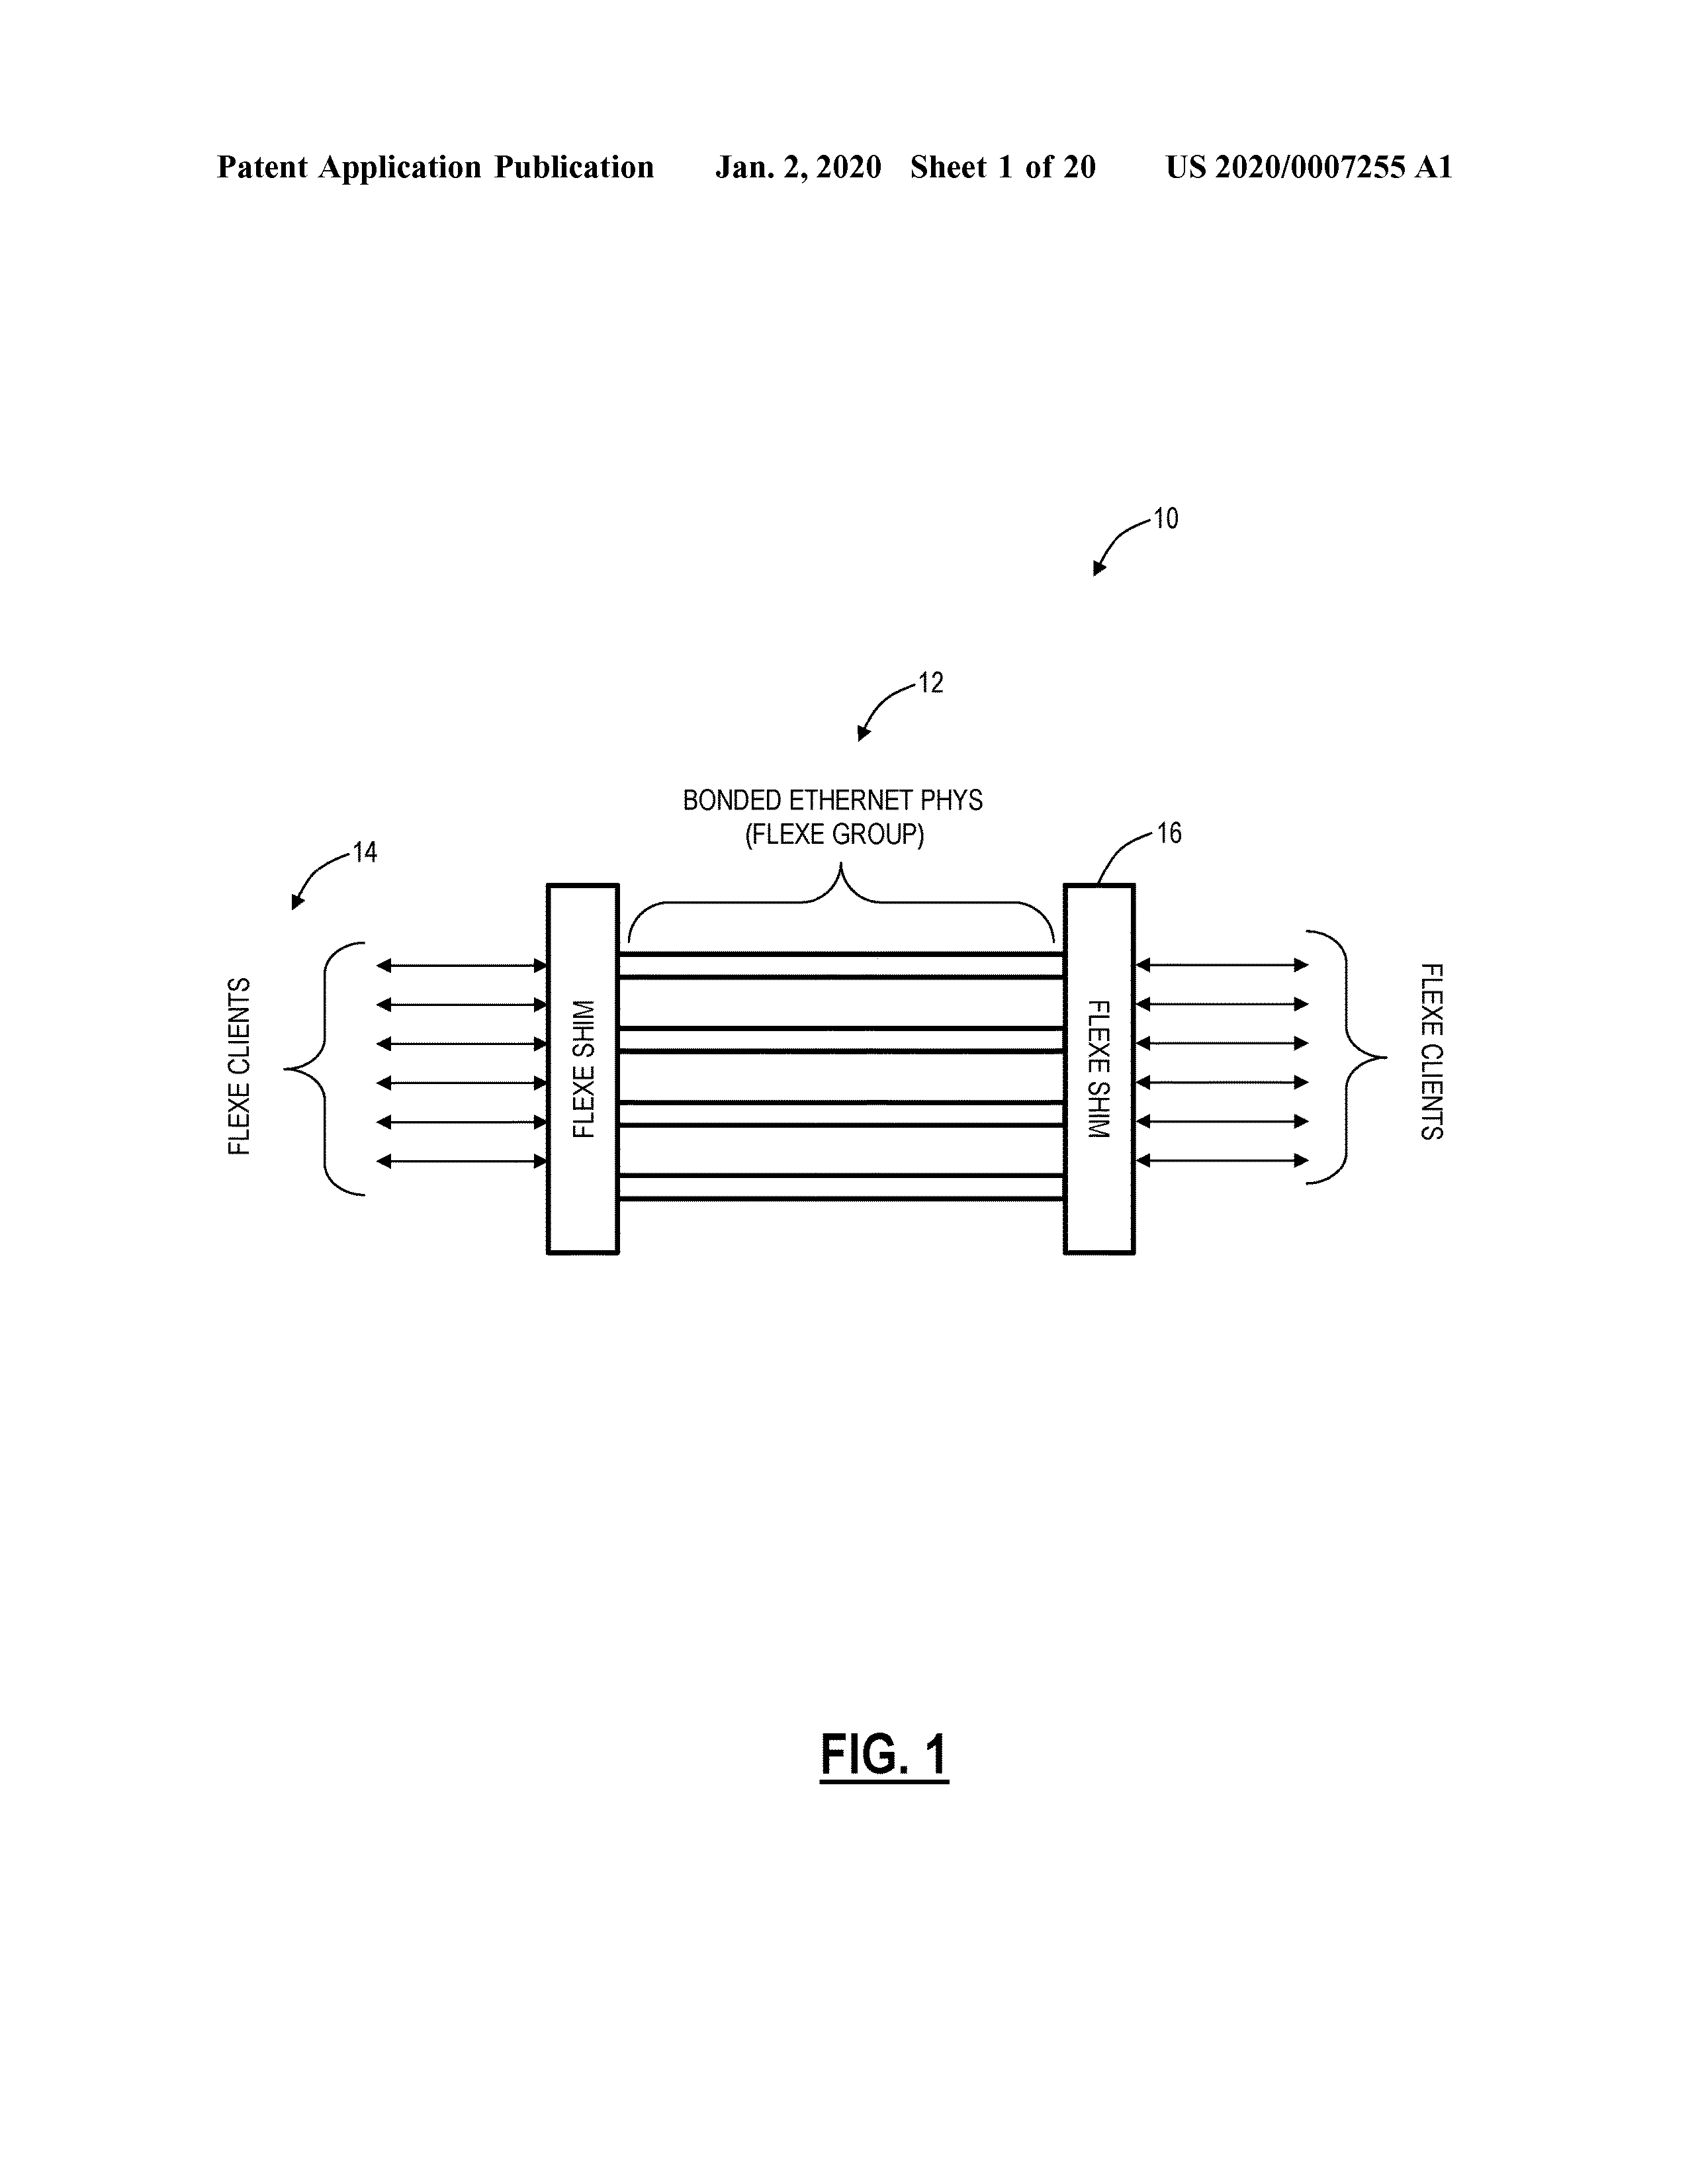 Patent Application Publication Jan. 2, 2020 Sheet 1 of 20 US 2020/0007255 A1
10
12
BONDED ETHERNET PHYS
(FLEXE GROUP)
14
16
FLEXE CLIENTS
FLEXE SHIM
FLEXE SHIM
FLEXE CLIENTS
FIG. 1